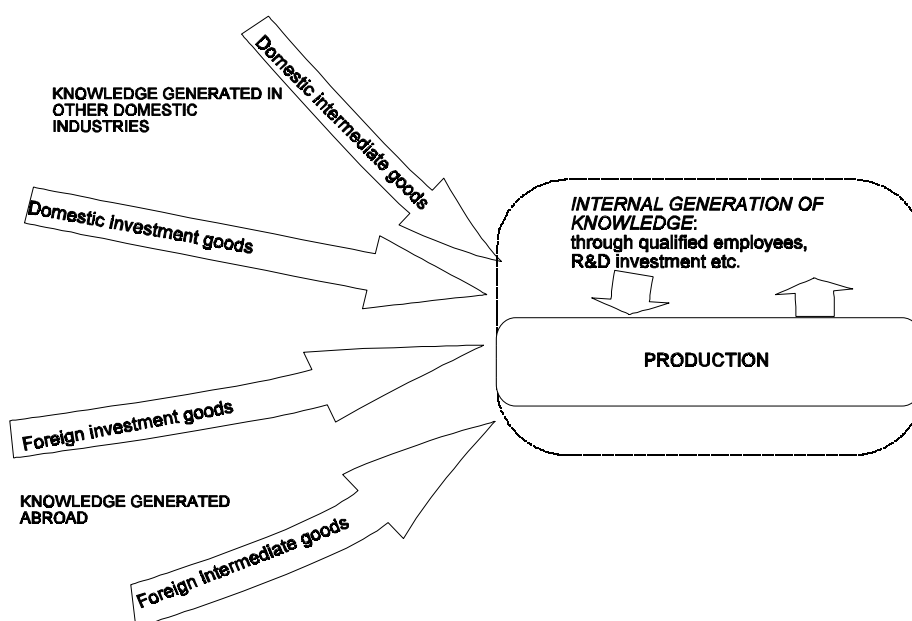 Domestic intermediate goods
KNOWLEDGE GENERATED IN
OTHER DOMESTIC
INDUSTRIES
Domestic investment goods
INTERNAL GENERATION OF
KNOWLEDGE:
through qualified employees,
R&D investment etc.
PRODUCTION
Foreign investment goods
KNOWLEDGE GENERATED
ABROAD
Foreign Intermediate goods